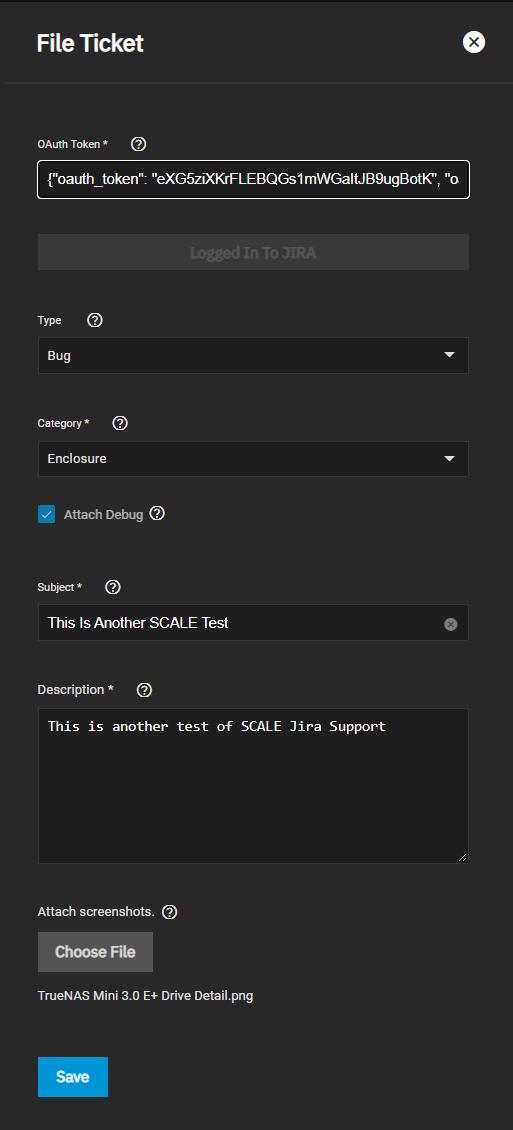 File Ticket
OAuth Token *
{"oauth_token": "eXG5ziXKrFLEBQGs1mWGaltJB9ugBotK", "o
Logged In To JIRA
Type
Bug
Category *
Enclosure
Attach Debug
Subject *
This Is Another SCALE Test
Description *
This is another test of SCALE Jira Support
Attach screenshots.
Choose File
TrueNAS Mini 3.0 E+ Drive Detail.png
Save